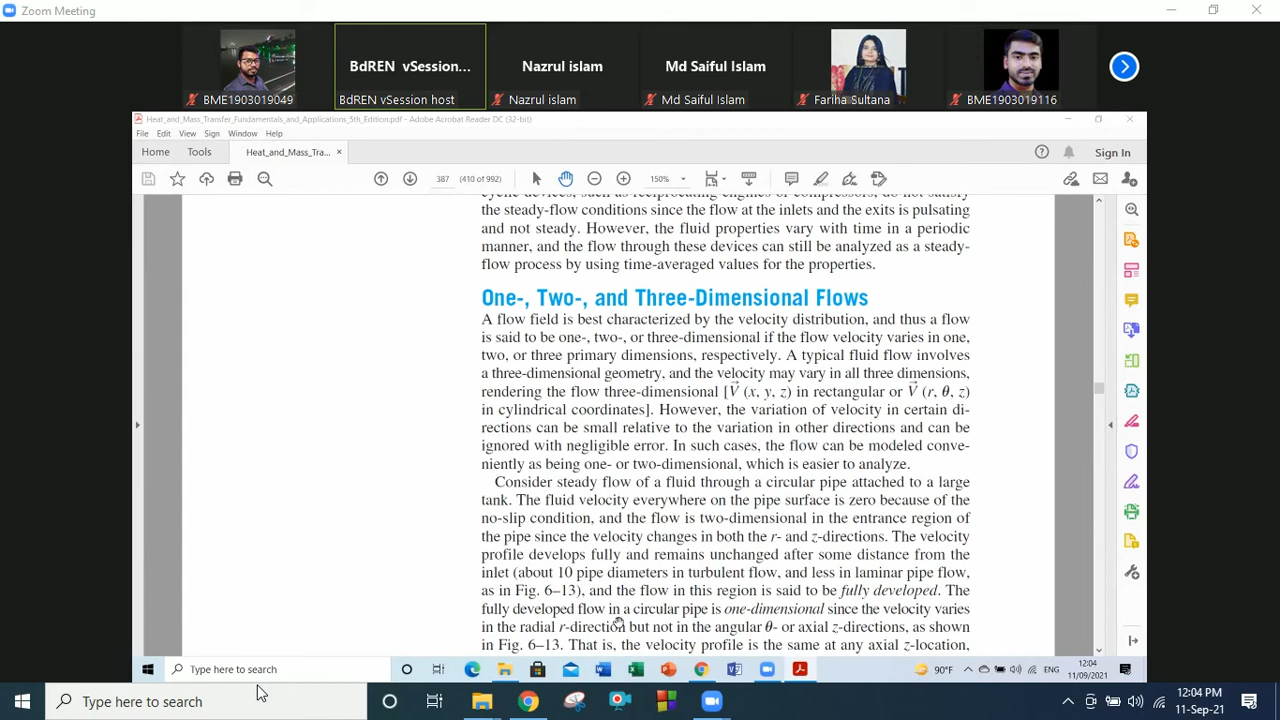 Zoom Meeting
BME1903019049
BdREN vSession...
BdREN vSession host
Nazrul islam
Nazrul islam
Md Saiful Islam
Md Saiful Islam
Fariha Sultana
BME1903019116
Heat_and_Mass_Transfer_Fundamentals_and_Applications_5th_Edition.pdf - Adobe Acrobat Reader DC (32-bit)
File Edit View Sign Window Help
Home Tools Heat_and_Mass_Tra... × Sign In
387 (410 of 992) 150%
cyclic devices, such as reciprocating engines or compressors, do not satisfy
the steady-flow conditions since the flow at the inlets and the exits is pulsating
and not steady. However, the fluid properties vary with time in a periodic
manner, and the flow through these devices can still be analyzed as a steady-
flow process by using time-averaged values for the properties.
One-, Two-, and Three-Dimensional Flows
A flow field is best characterized by the velocity distribution, and thus a flow
is said to be one-, two-, or three-dimensional if the flow velocity varies in one,
two, or three primary dimensions, respectively. A typical fluid flow involves
a three-dimensional geometry, and the velocity may vary in all three dimensions,
rendering the flow three-dimensional [V⃗ (x, y, z) in rectangular or V⃗ (r, θ, z)
in cylindrical coordinates]. However, the variation of velocity in certain di-
rections can be small relative to the variation in other directions and can be
ignored with negligible error. In such cases, the flow can be modeled conve-
niently as being one- or two-dimensional, which is easier to analyze.
Consider steady flow of a fluid through a circular pipe attached to a large
tank. The fluid velocity everywhere on the pipe surface is zero because of the
no-slip condition, and the flow is two-dimensional in the entrance region of
the pipe since the velocity changes in both the r- and z-directions. The velocity
profile develops fully and remains unchanged after some distance from the
inlet (about 10 pipe diameters in turbulent flow, and less in laminar pipe flow,
as in Fig. 6–13), and the flow in this region is said to be fully developed. The
fully developed flow in a circular pipe is one-dimensional since the velocity varies
in the radial r-direction but not in the angular θ- or axial z-directions, as shown
in Fig. 6–13. That is, the velocity profile is the same at any axial z-location,
Type here to search 90°F ENG 12:04
11/09/2021
Type here to search 12:04 PM
11-Sep-21